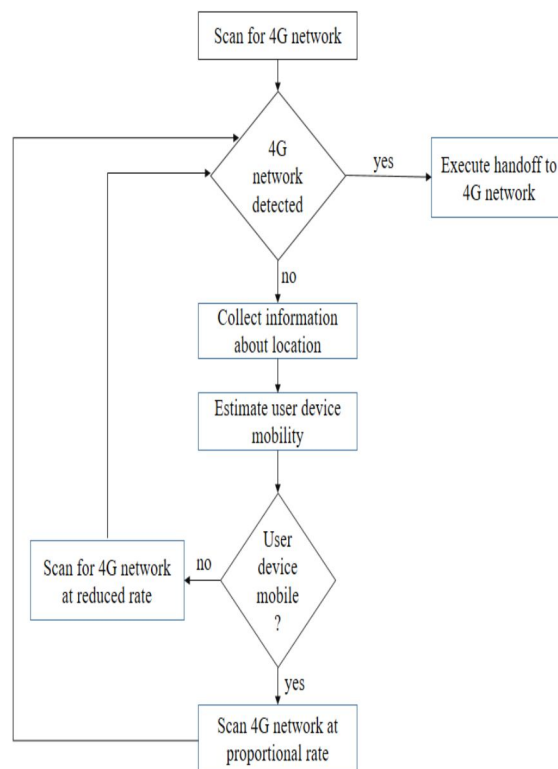 Scan for 4G network
4G
network
detected
yes
Execute handoff to
4G network
no
Collect information
about location
Estimate user device
mobility
User
device
mobile
?
no
Scan for 4G network
at reduced rate
yes
Scan 4G network at
proportional rate